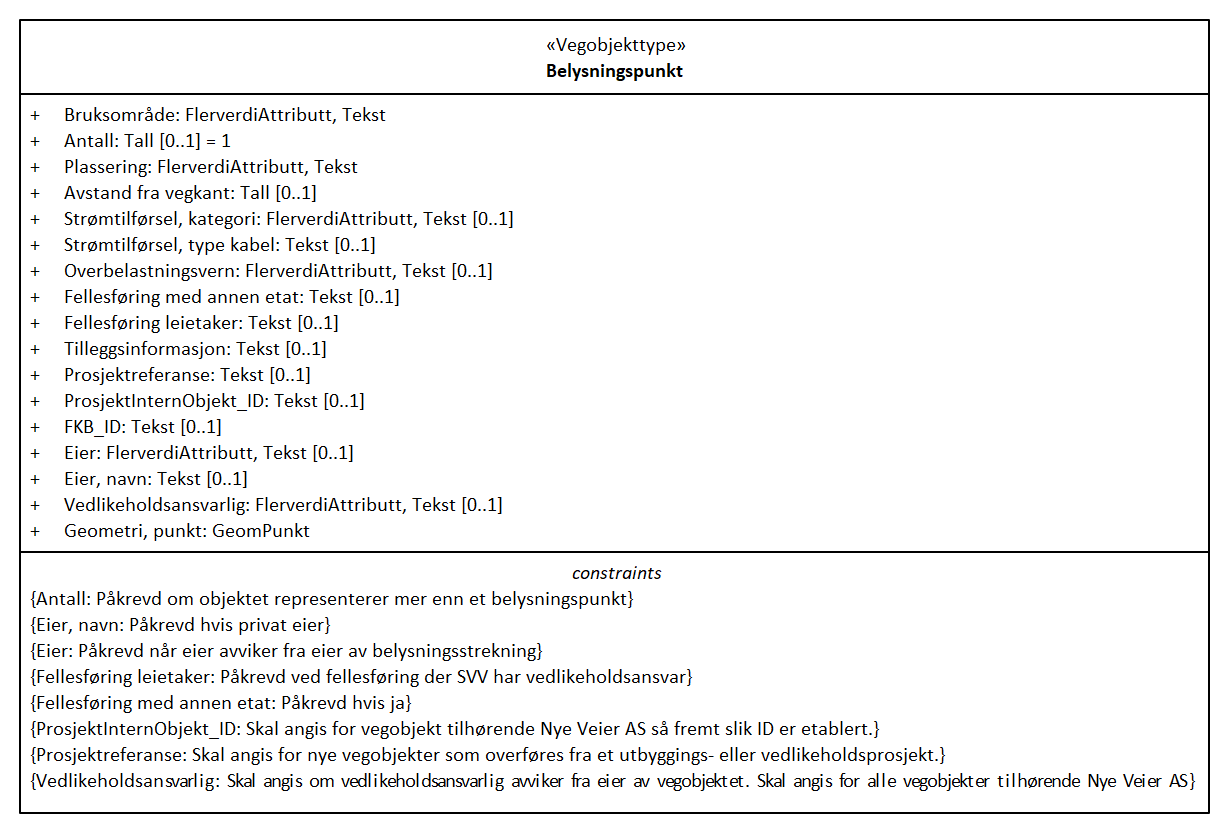 «Vegobjekttype»
Belysningspunkt
+ Bruksområde: FlerverdiAttributt, Tekst
+ Antall: Tall [0..1] = 1
+ Plassering: FlerverdiAttributt, Tekst
+ Avstand fra vegkant: Tall [0..1]
+ Strømtilførsel, kategori: FlerverdiAttributt, Tekst [0..1]
+ Strømtilførsel, type kabel: Tekst [0..1]
+ Overbelastningsvern: FlerverdiAttributt, Tekst [0..1]
+ Fellesføring med annen etat: Tekst [0..1]
+ Fellesføring leietaker: Tekst [0..1]
+ Tilleggsinformasjon: Tekst [0..1]
+ Prosjektreferanse: Tekst [0..1]
+ ProsjektInternObjekt_ID: Tekst [0..1]
+ FKB_ID: Tekst [0..1]
+ Eier: FlerverdiAttributt, Tekst [0..1]
+ Eier, navn: Tekst [0..1]
+ Vedlikeholdsansvarlig: FlerverdiAttributt, Tekst [0..1]
+ Geometri, punkt: GeomPunkt
constraints
{Antall: Påkrevd om objektet representerer mer enn et belysningspunkt}
{Eier, navn: Påkrevd hvis privat eier}
{Eier: Påkrevd når eier avviker fra eier av belysningsstrekning}
{Fellesføring leietaker: Påkrevd ved fellesføring der SVV har vedlikeholdsansvar}
{Fellesføring med annen etat: Påkrevd hvis ja}
{ProsjektInternObjekt_ID: Skal angis for vegobjekt tilhørende Nye Veier AS så fremt slik ID er etablert.}
{Prosjektreferanse: Skal angis for nye vegobjekter som overføres fra et utbyggings- eller vedlikeholdsprosjekt.}
{Vedlikeholdsansvarlig: Skal angis om vedlikeholdsansvarlig avviker fra eier av vegobjektet. Skal angis for alle vegobjekter tilhørende Nye Veier AS}